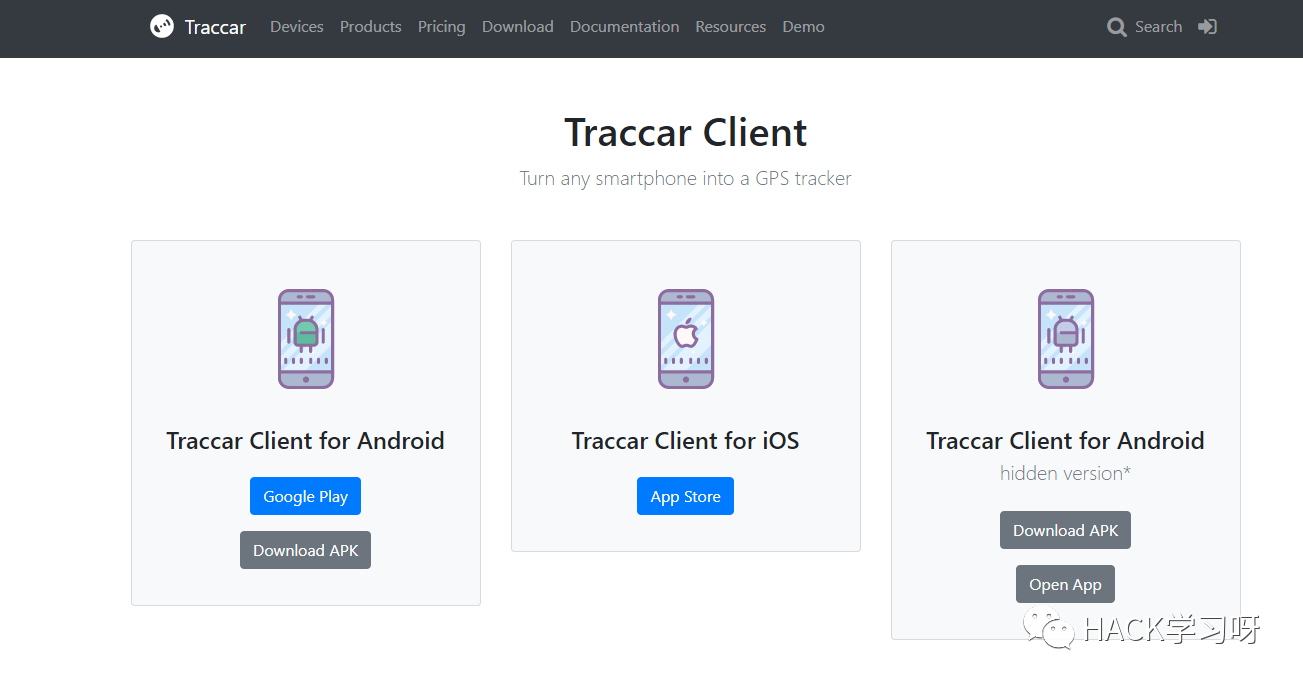 Traccar Devices Products Pricing Download Documentation Resources Demo Search
Traccar Client
Turn any smartphone into a GPS tracker
Traccar Client for Android
Google Play
Download APK
Traccar Client for iOS
App Store
Traccar Client for Android
hidden version*
Download APK
Open App
HACK学习呀